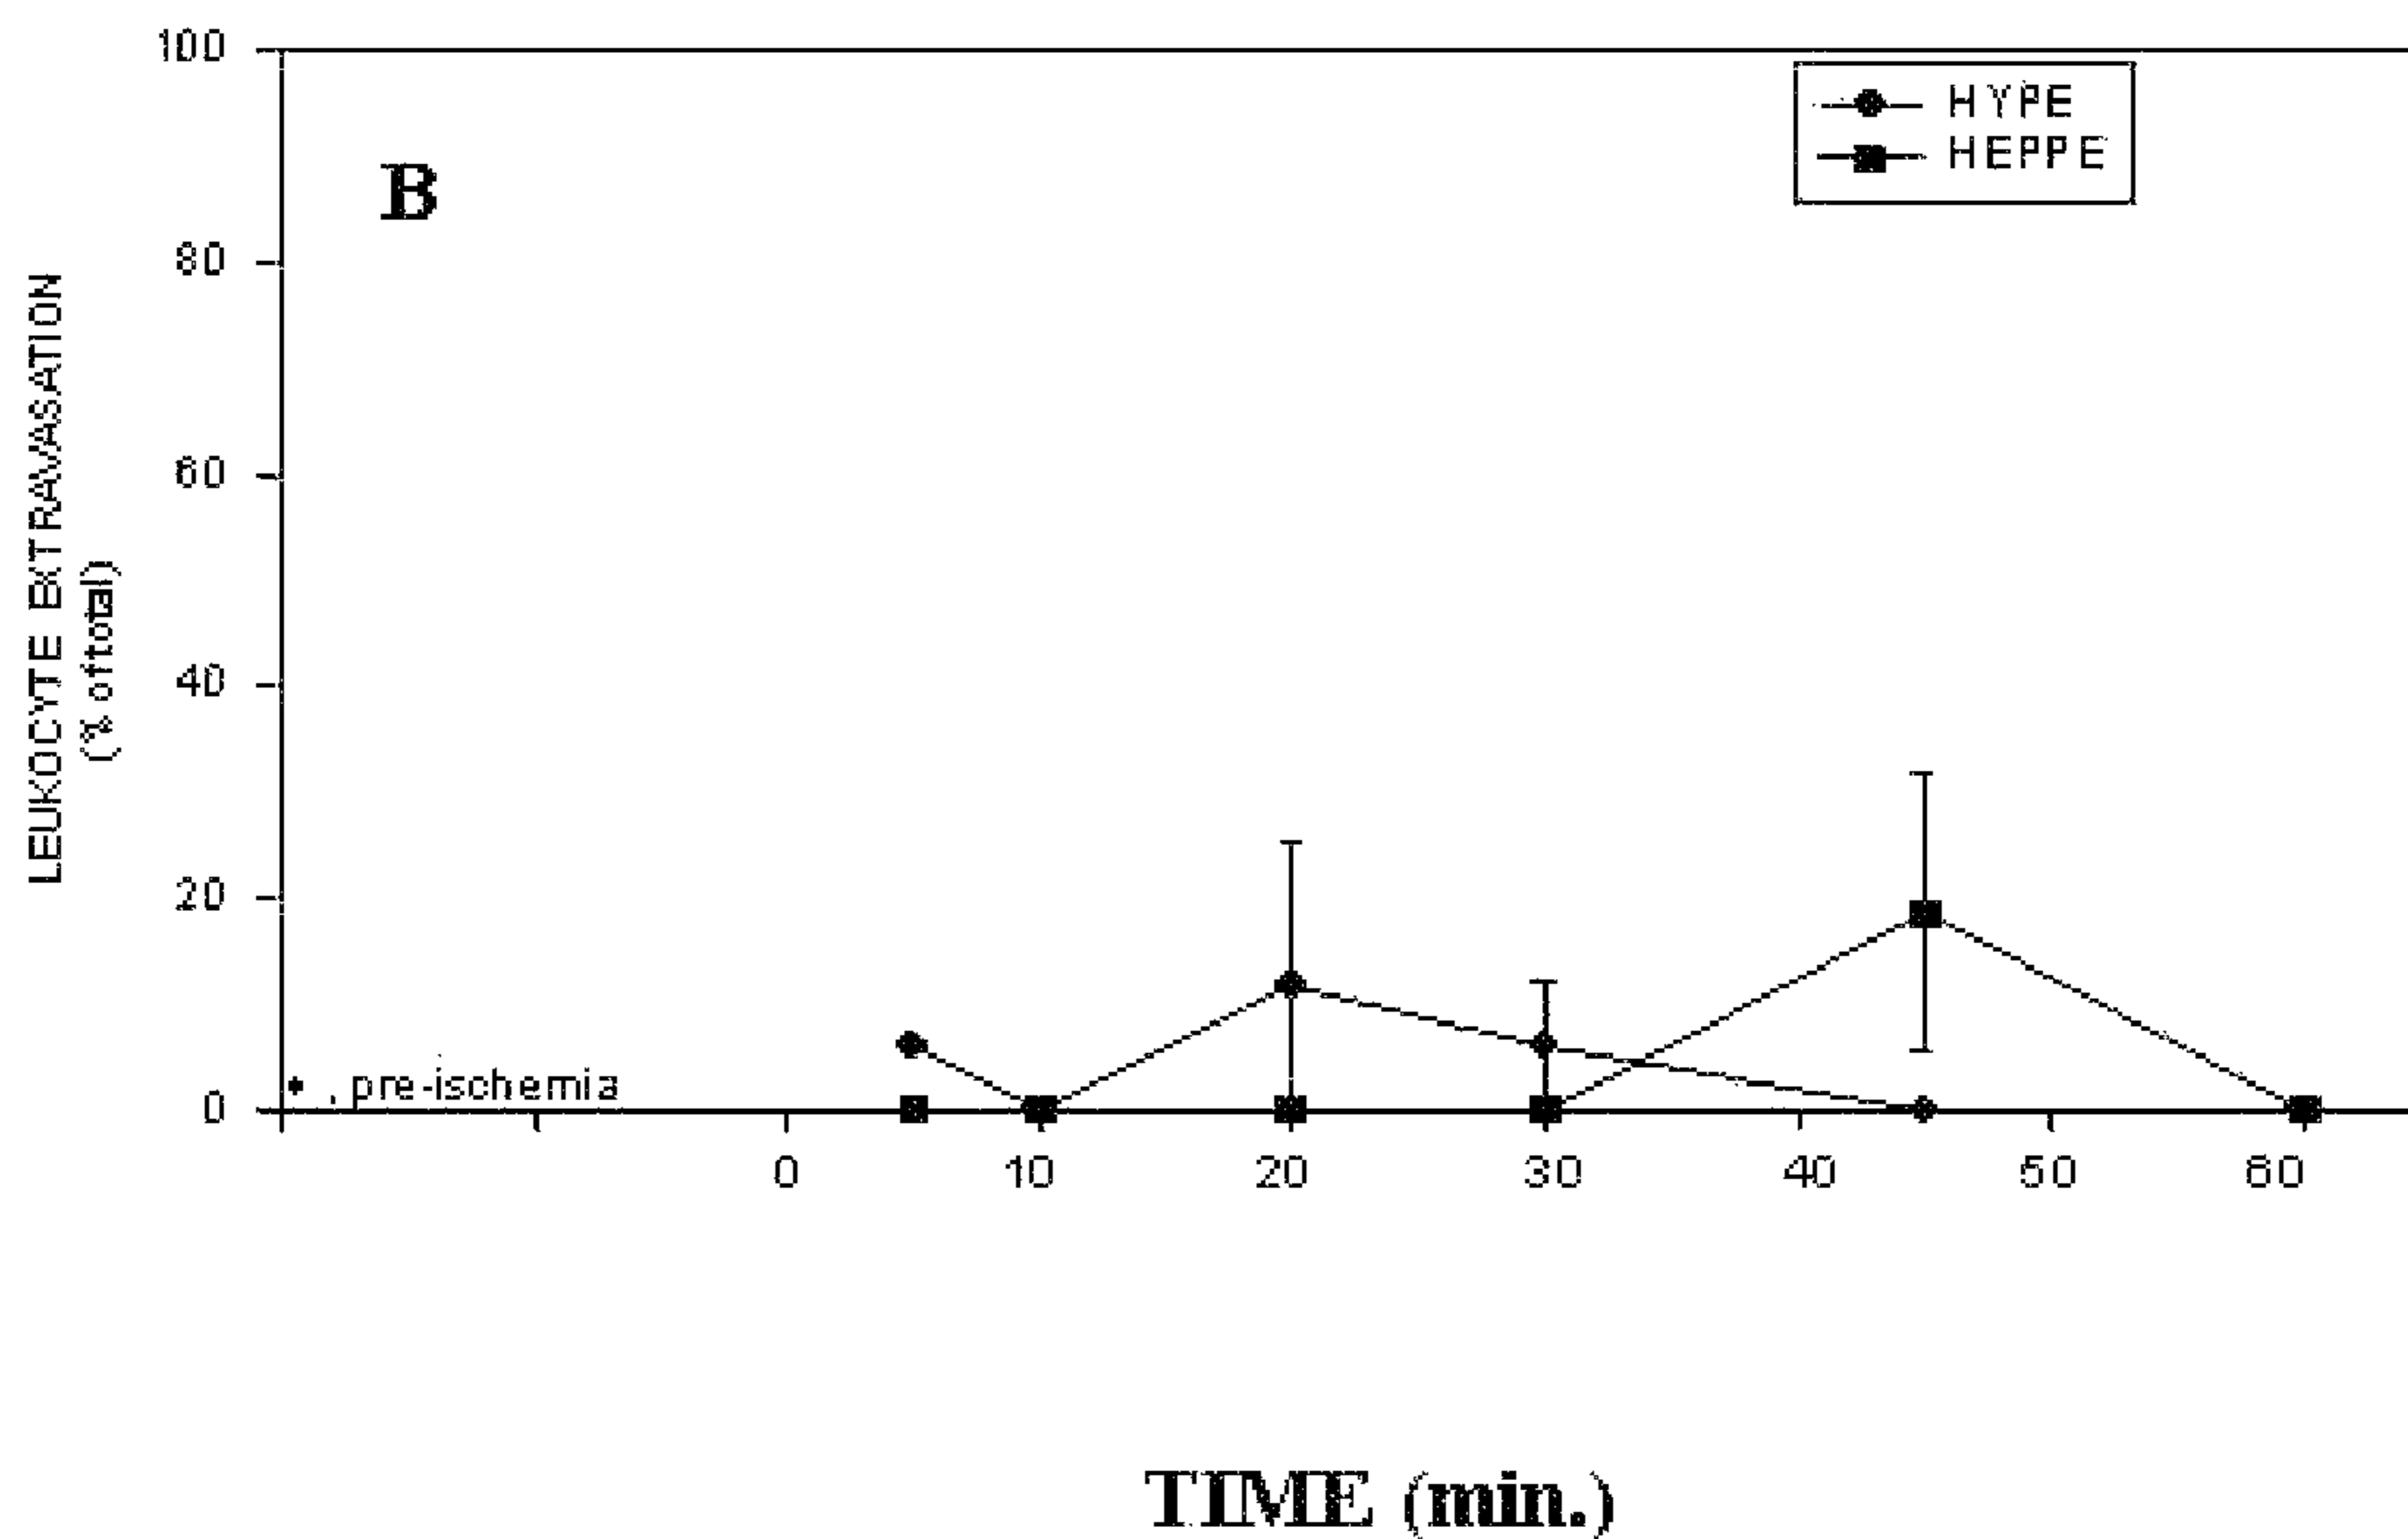 100
HYPE
HEPPE
B
80
60
40
20
0
LEUKOCYTE EXTRAVASATION
(% of total)
pre-ischemia
0 10 20 30 40 50 60
TIME (min.)